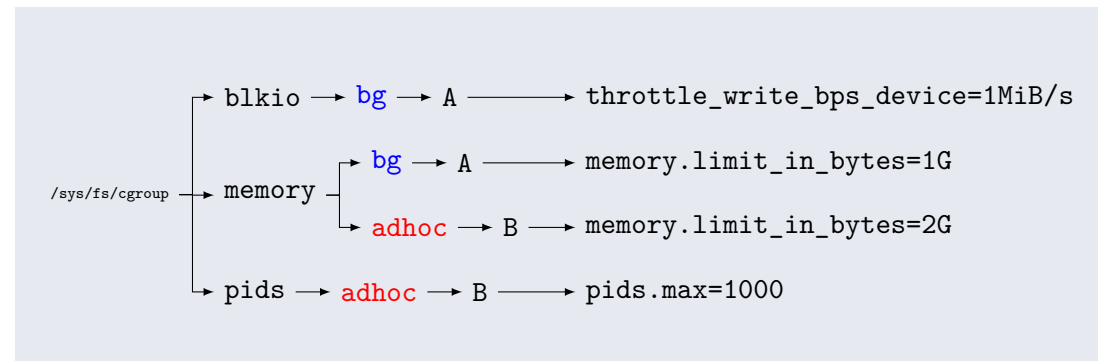 blkio bg A throttle_write_bps_device=1MiB/s
bg A memory.limit_in_bytes=1G
/sys/fs/cgroup memory
adhoc B memory.limit_in_bytes=2G
pids adhoc B pids.max=1000